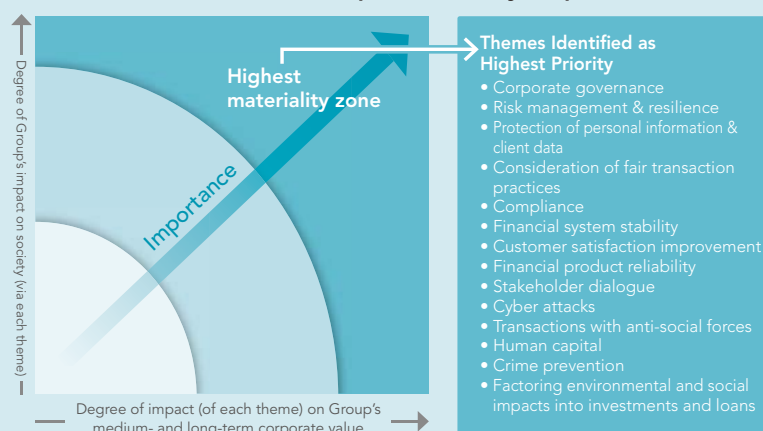 Degree of Group's impact on society (via each theme)
Highest
materiality zone
Importance
Degree of impact (of each theme) on Group's
medium- and long-term corporate value
Themes Identified as
Highest Priority
• Corporate governance
• Risk management & resilience
• Protection of personal information &
client data
• Consideration of fair transaction
practices
• Compliance
• Financial system stability
• Customer satisfaction improvement
• Financial product reliability
• Stakeholder dialogue
• Cyber attacks
• Transactions with anti-social forces
• Human capital
• Crime prevention
• Factoring environmental and social
impacts into investments and loans